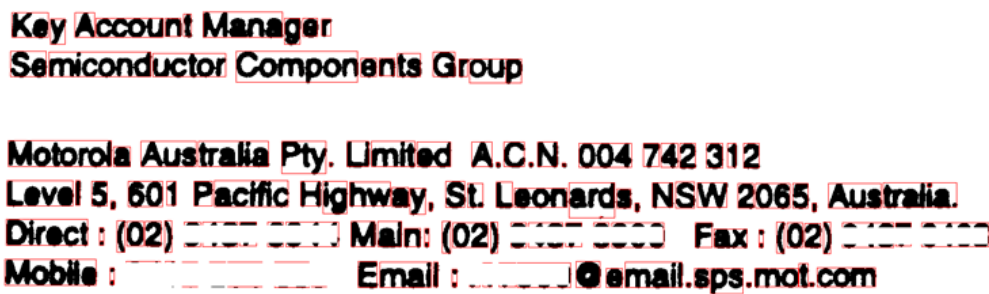 Key Account Manager
Semiconductor Components Group
Motorola Australia Pty. Limited A.C.N. 004 742 312
Level 5, 601 Pacific Highway, St. Leonards, NSW 2065, Australia.
Direct : (02) Main: (02) Fax : (02)
Mobile : Email : @email.sps.mot.com